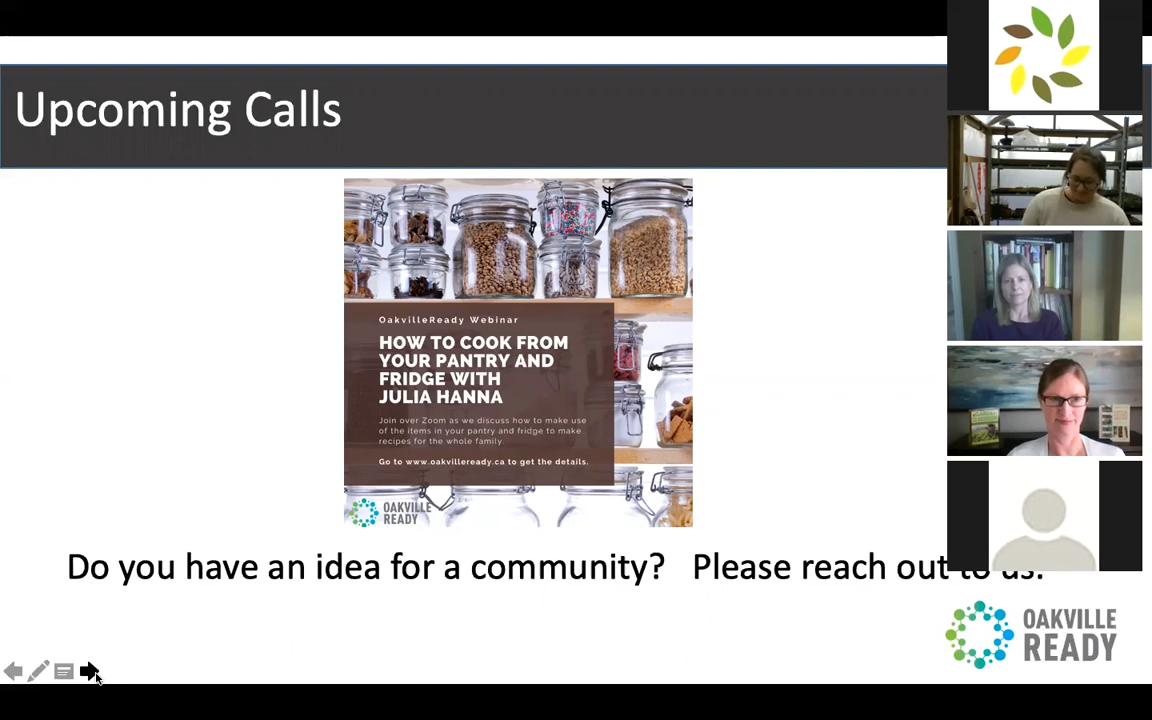 Upcoming Calls
OakvilleReady Webinar
HOW TO COOK FROM
YOUR PANTRY AND
FRIDGE WITH
JULIA HANNA
Join over Zoom as we discuss how to make use
of the items in your pantry and fridge to make
recipes for the whole family.
Go to www.oakvilleready.ca to get the details.
OAKVILLE
READY
Do you have an idea for a community? Please reach out to us.
OAKVILLE
READY